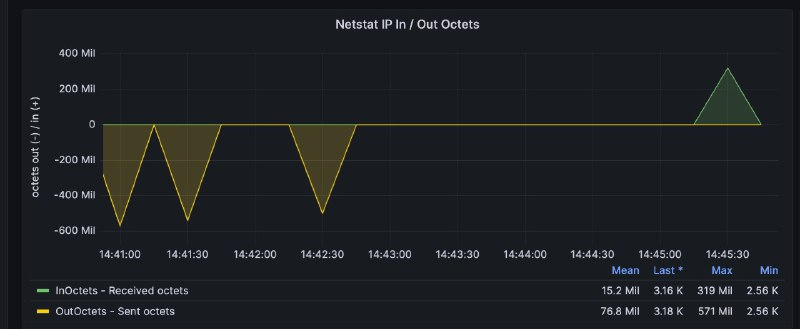 Netstat IP In / Out Octets
octets out (-) / in (+)
400 Mil
200 Mil
0
-200 Mil
-400 Mil
-600 Mil
14:41:00 14:41:30 14:42:00 14:42:30 14:43:00 14:43:30 14:44:00 14:44:30 14:45:00 14:45:30
Mean Last * Max Min
InOctets - Received octets 15.2 Mil 3.16 K 319 Mil 2.56 K
OutOctets - Sent octets 76.8 Mil 3.18 K 571 Mil 2.56 K